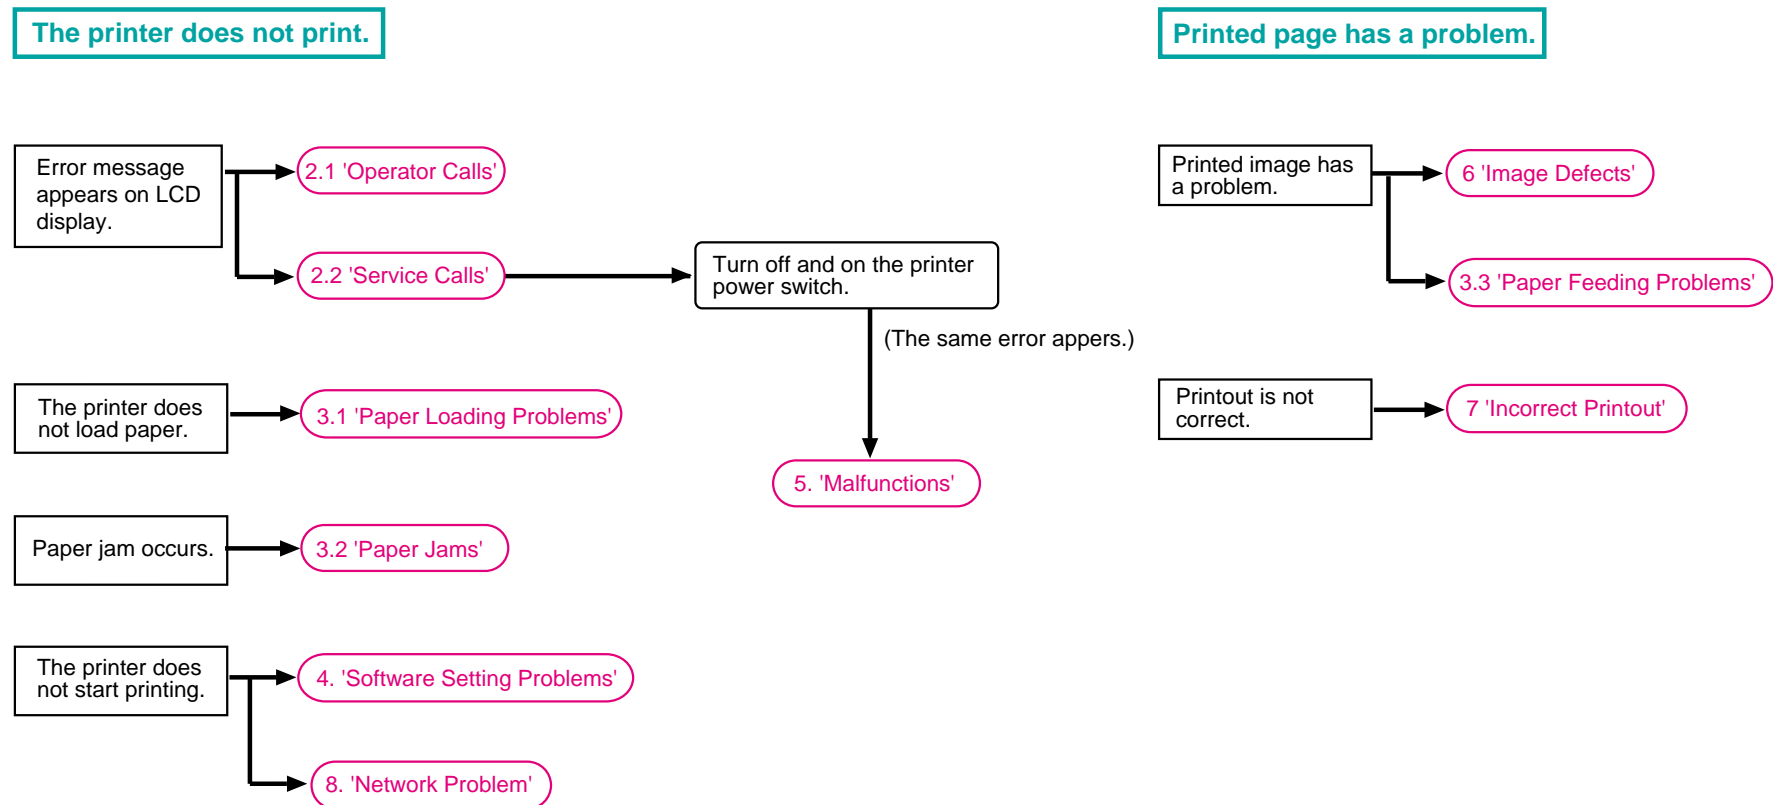 The printer does not print.
Error message
appears on LCD
display.
2.1 'Operator Calls'
2.2 'Service Calls'
Turn off and on the printer
power switch.
(The same error appers.)
5. 'Malfunctions'
The printer does
not load paper.
3.1 'Paper Loading Problems'
Paper jam occurs.
3.2 'Paper Jams'
The printer does
not start printing.
4. 'Software Setting Problems'
8. 'Network Problem'
Printed page has a problem.
Printed image has
a problem.
6 'Image Defects'
3.3 'Paper Feeding Problems'
Printout is not
correct.
7 'Incorrect Printout'